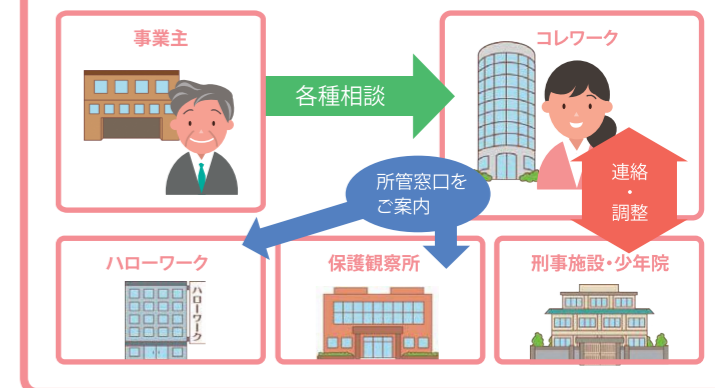 事業主
コレワーク
各種相談
所管窓口を
ご案内
連絡
・
調整
ハローワーク
保護観察所
刑事施設・少年院
ハローワーク